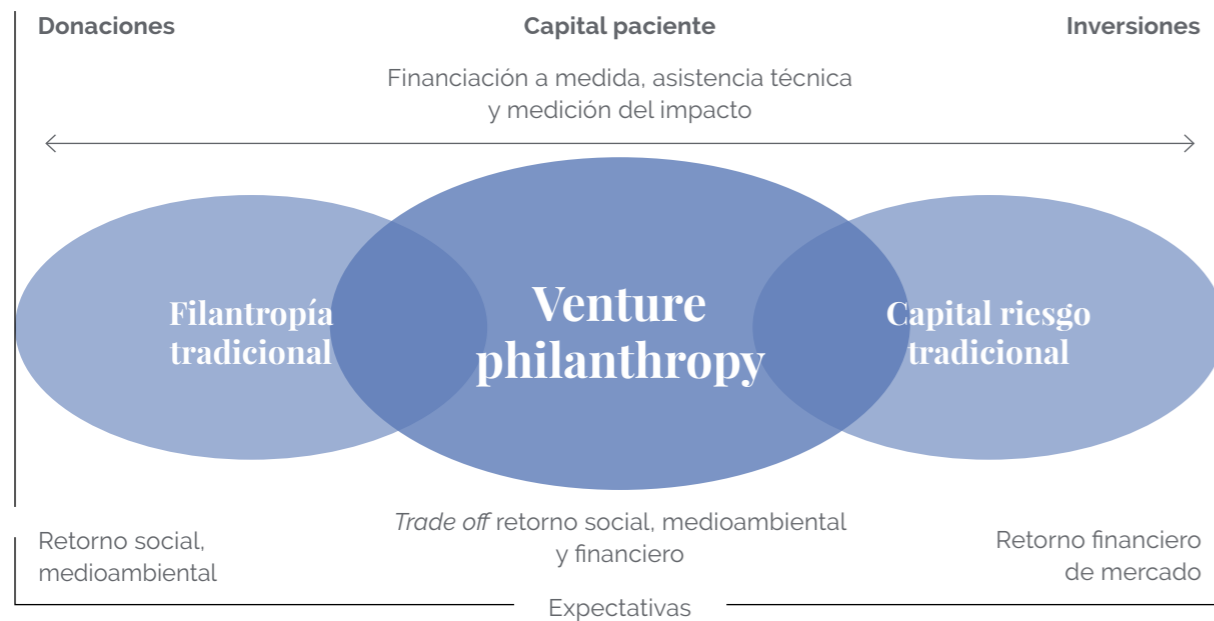 Donaciones
Capital paciente
Inversiones
Financiación a medida, asistencia técnica
y medición del impacto
Filantropía
tradicional
Venture
philanthropy
Capital riesgo
tradicional
Retorno social,
medioambiental
Trade off retorno social, medioambiental
y financiero
Retorno financiero
de mercado
Expectativas